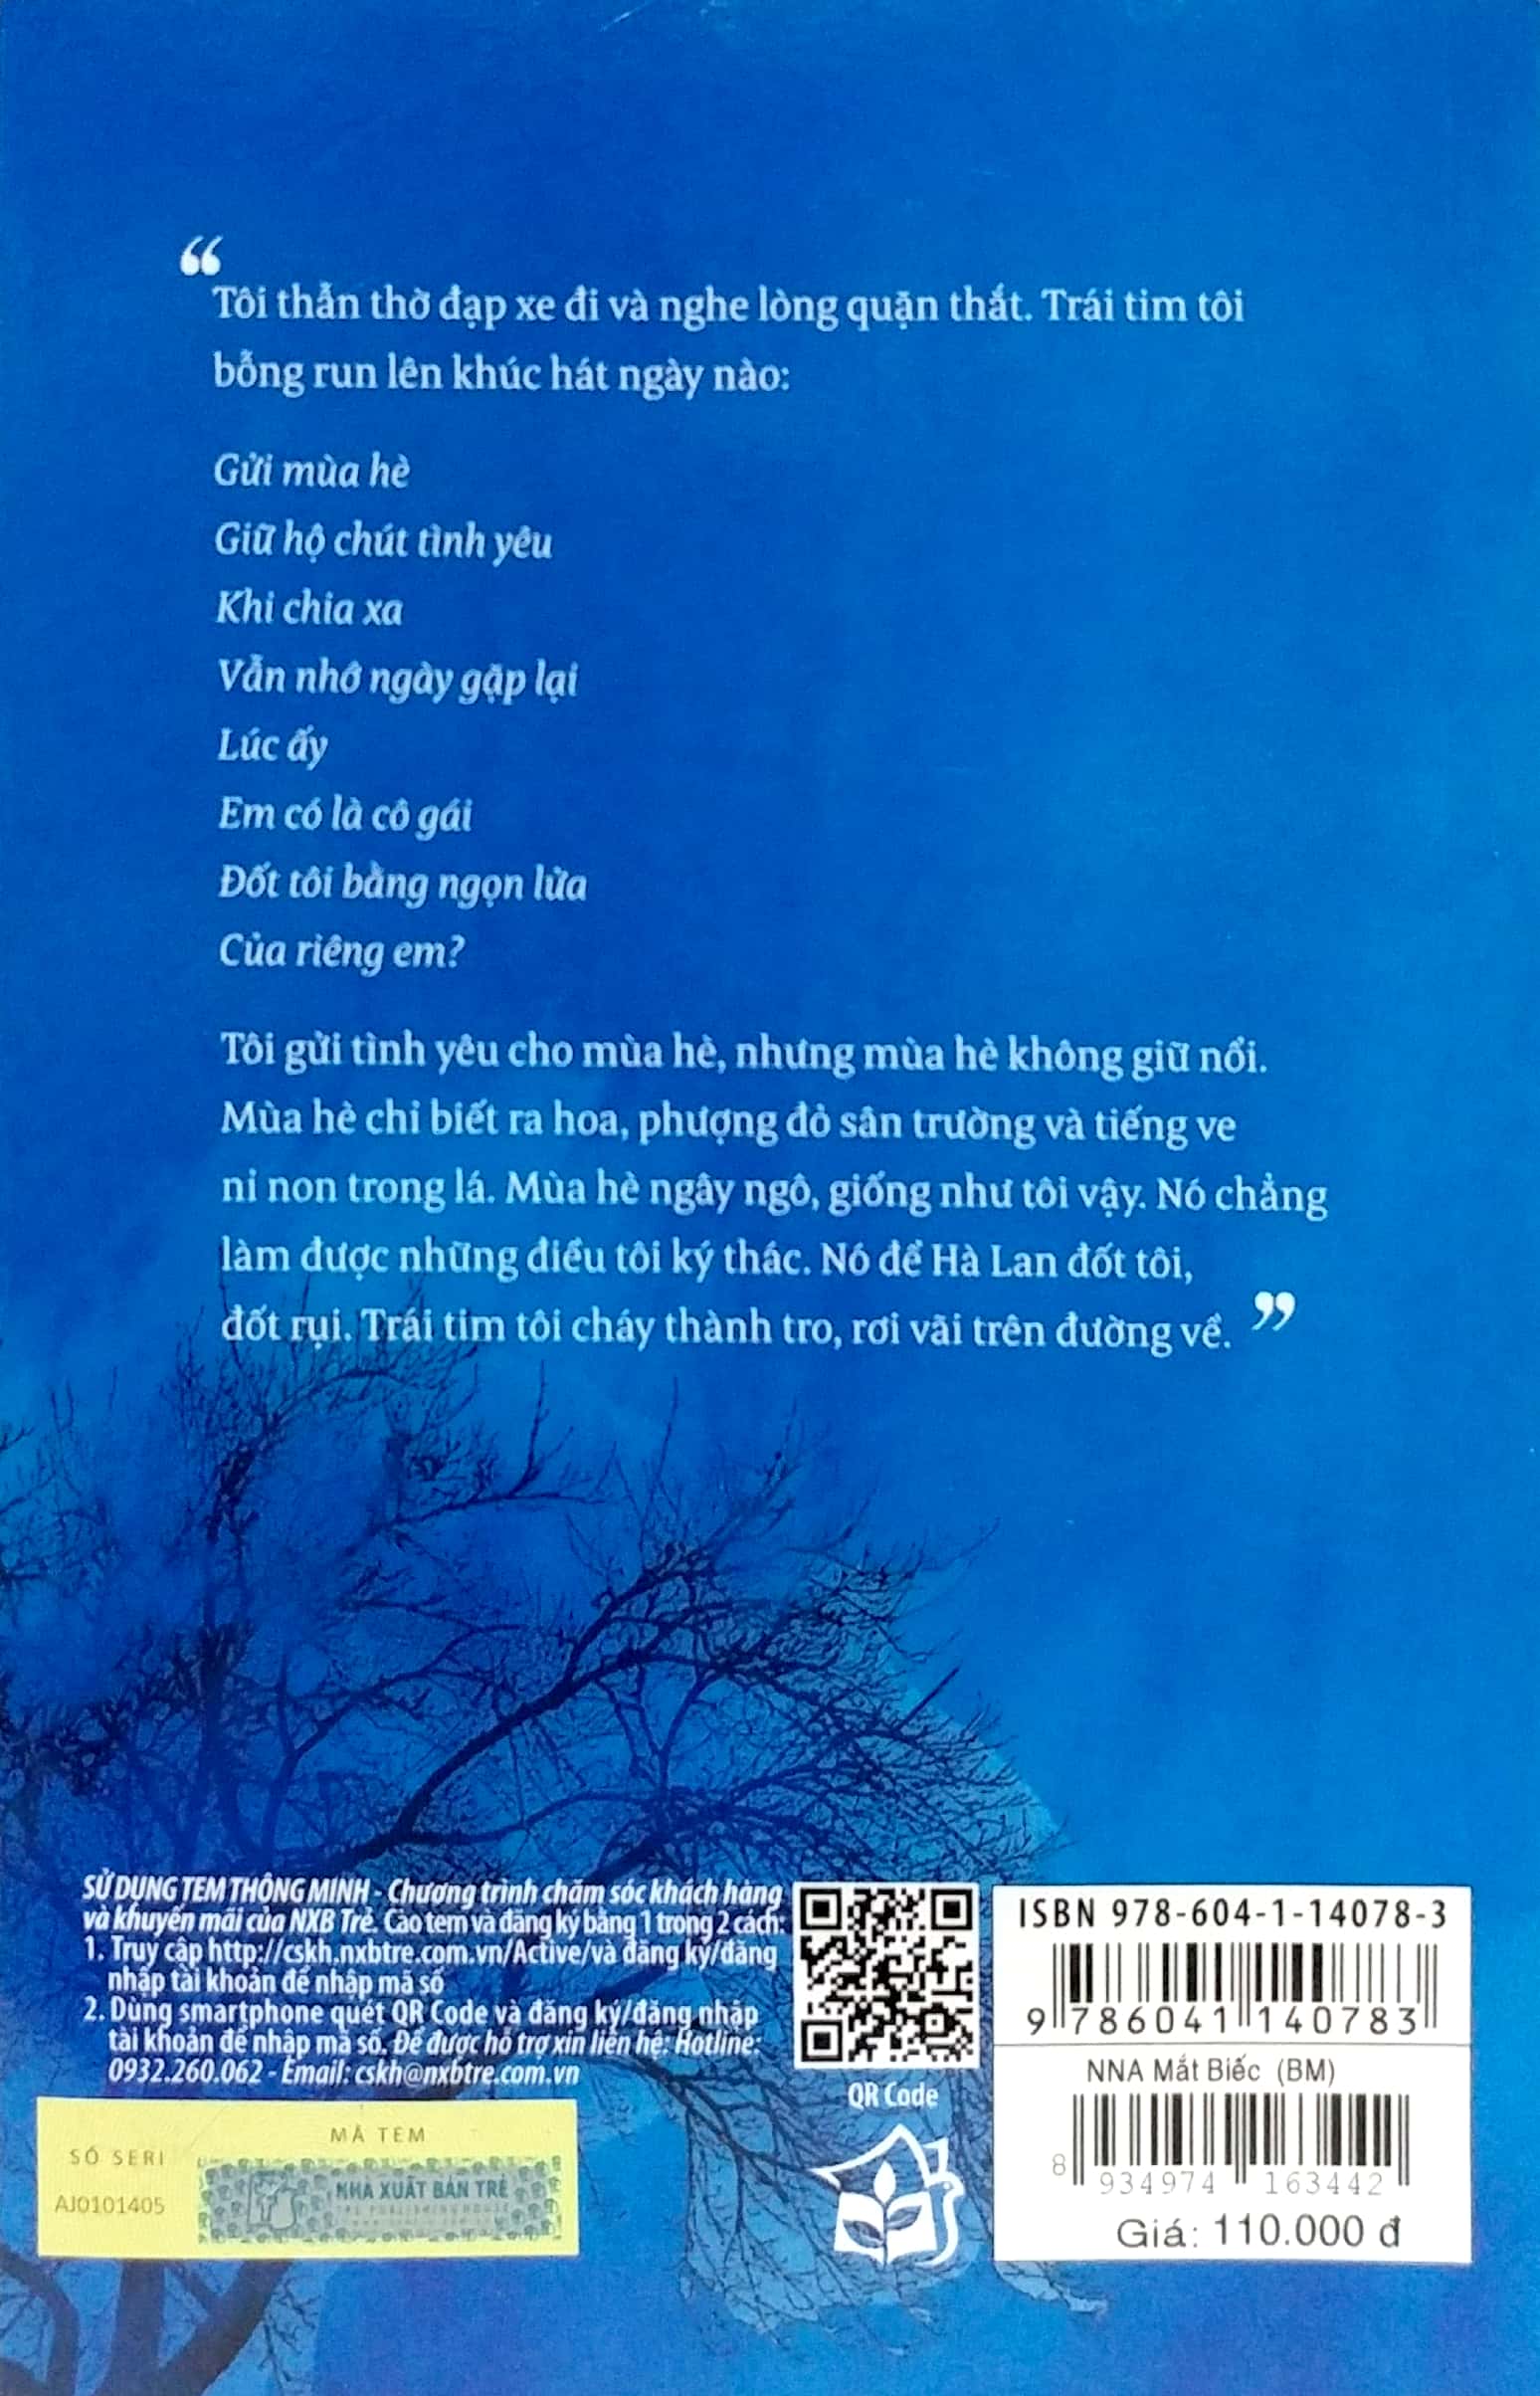 “
Tôi thẫn thờ đạp xe đi và nghe lòng quặn thắt. Trái tim tôi
bỗng run lên khúc hát ngày nào:
Gửi mùa hè
Giữ hộ chút tình yêu
Khi chia xa
Vẫn nhớ ngày gặp lại
Lúc ấy
Em có là cô gái
Đốt tôi bằng ngọn lửa
Của riêng em?
Tôi gửi tình yêu cho mùa hè, nhưng mùa hè không giữ nổi.
Mùa hè chỉ biết ra hoa, phượng đỏ sân trường và tiếng ve
nỉ non trong lá. Mùa hè ngây ngô, giống như tôi vậy. Nó chẳng
làm được những điều tôi ký thác. Nó để Hà Lan đốt tôi,
đốt rụi. Trái tim tôi cháy thành tro, rơi vãi trên đường về. ”
SỬ DỤNG TEM THÔNG MINH - Chương trình chăm sóc khách hàng
và khuyến mãi của NXB Trẻ. Cào tem và đăng ký bằng 1 trong 2 cách:
1. Truy cập http://cskh.nxbtre.com.vn/Active/và đăng ký/đăng
nhập tài khoản để nhập mã số
2. Dùng smartphone quét QR Code và đăng ký/đăng nhập
tài khoản để nhập mã số. Để được hỗ trợ xin liên hệ: Hotline:
0932.260.062 - Email: cskh@nxbtre.com.vn
QR Code
MÃ TEM
SỐ SERI
AJ0101405
NHÀ XUẤT BẢN TRẺ
ISBN 978-604-1-14078-3
9 786041 140783
NNA Mắt Biếc (BM)
8 934974 163442
Giá: 110.000 đ